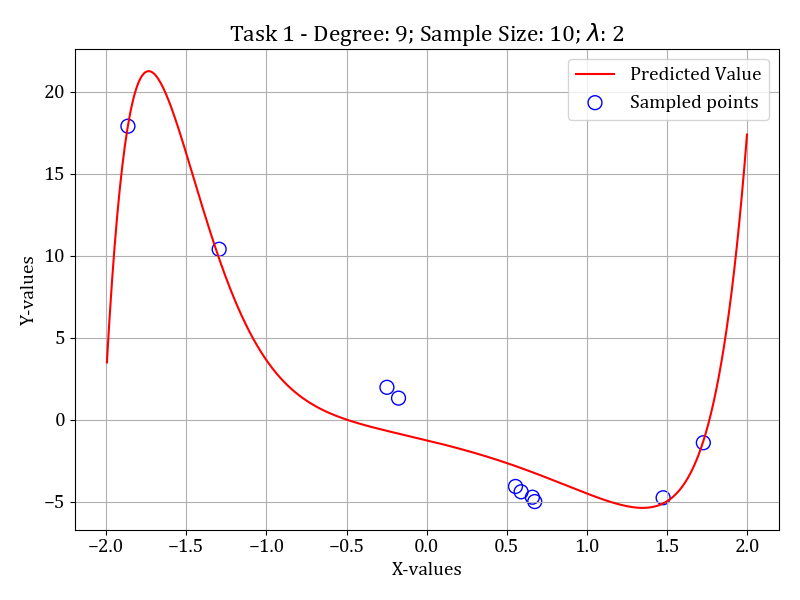 Task 1 - Degree: 9; Sample Size: 10; λ: 2
Predicted Value
Sampled points
Y-values
20
15
10
5
0
−5
−2.0 −1.5 −1.0 −0.5 0.0 0.5 1.0 1.5 2.0
X-values